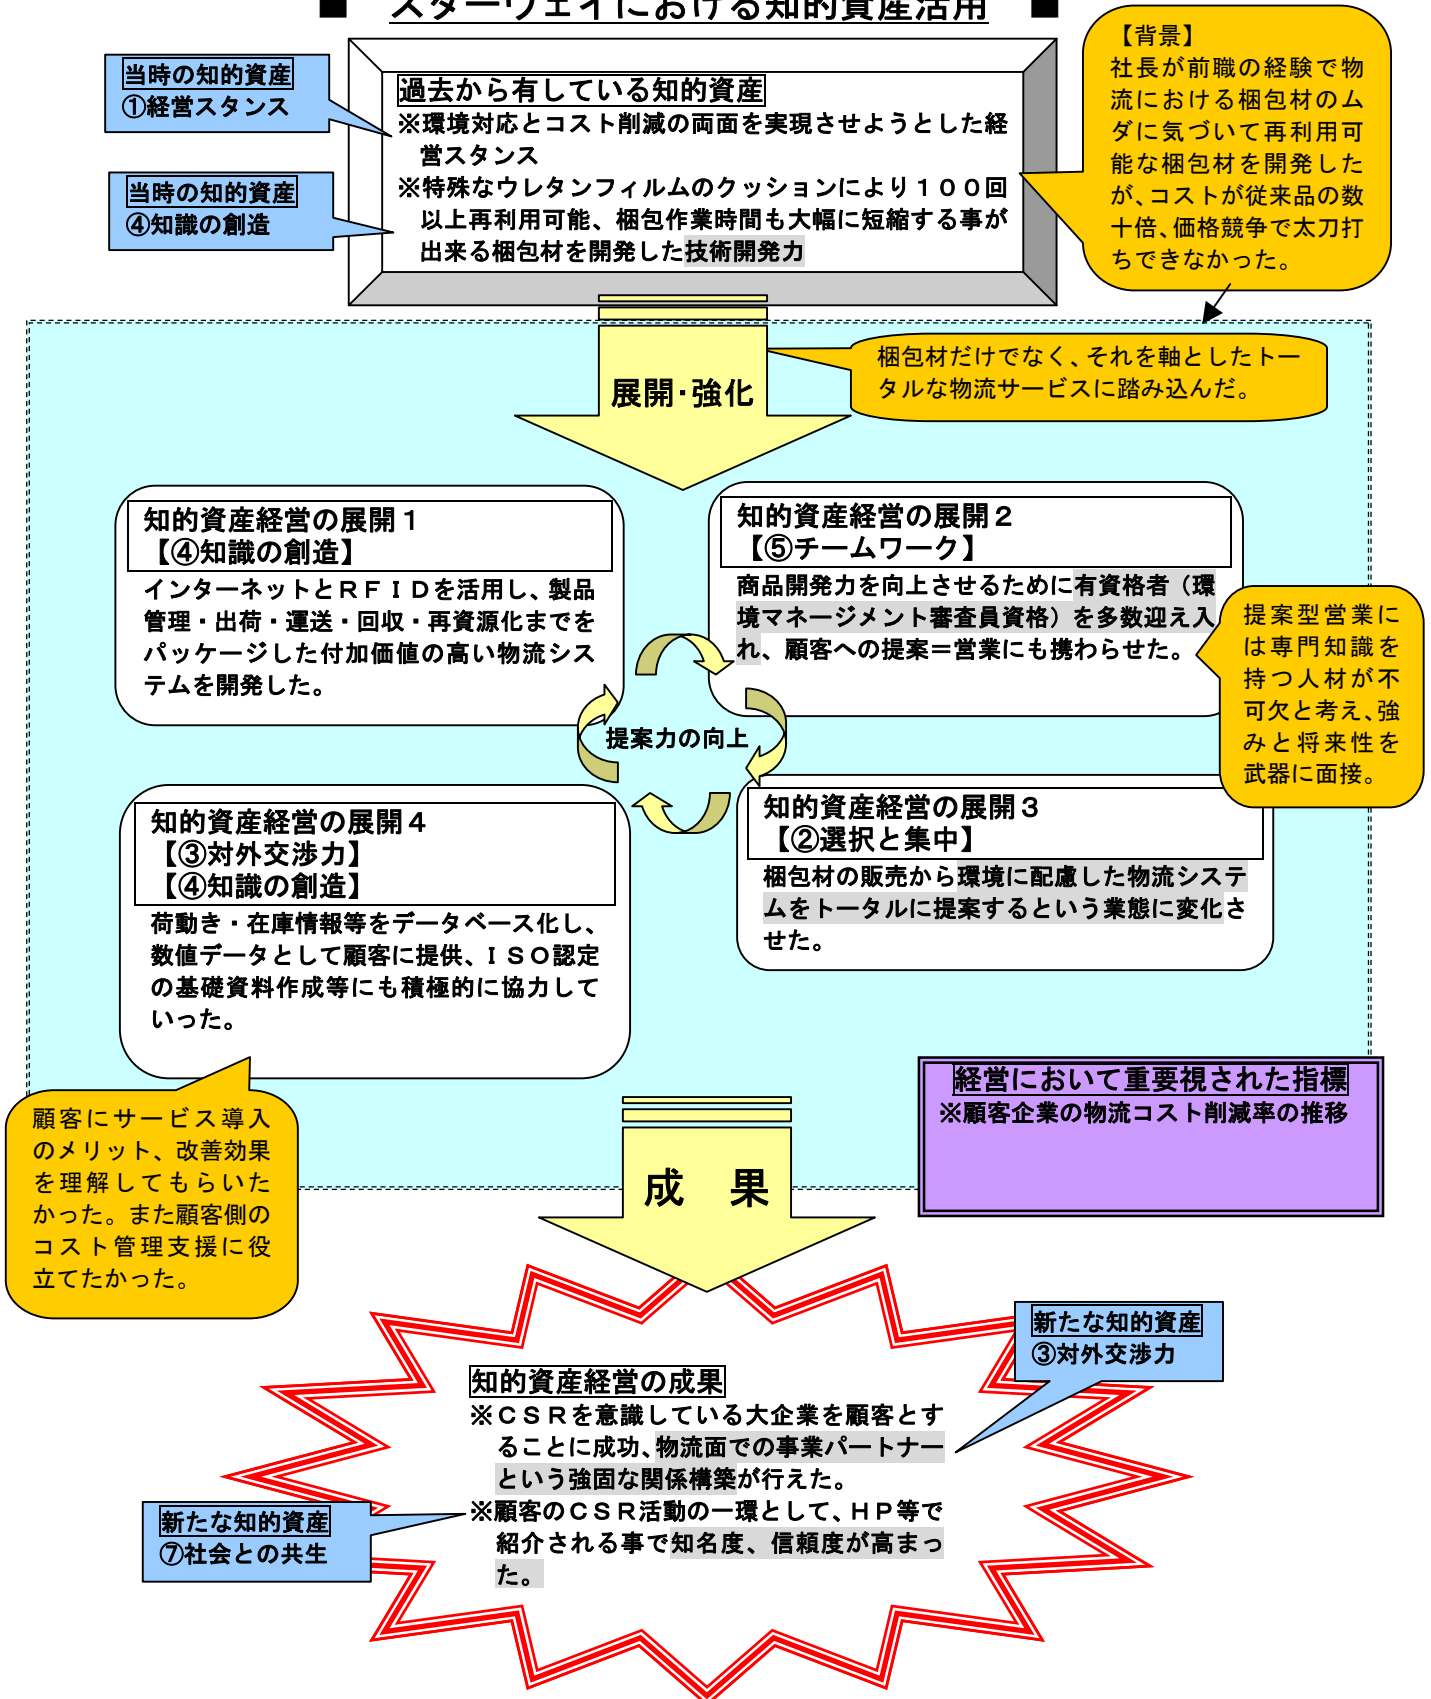 ■ スターウェイにおける知的資産活用 ■
当時の知的資産
①経営スタンス
当時の知的資産
④知識の創造
過去から有している知的資産
※環境対応とコスト削減の両面を実現させようとした経
営スタンス
※特殊なウレタンフィルムのクッションにより１００回
以上再利用可能、梱包作業時間も大幅に短縮する事が
出来る梱包材を開発した技術開発力
【背景】
社長が前職の経験で物
流における梱包材のム
ダに気づいて再利用可
能な梱包材を開発した
が、コストが従来品の数
十倍、価格競争で太刀打
ちできなかった。
展開・強化
梱包材だけでなく、それを軸としたトー
タルな物流サービスに踏み込んだ。
知的資産経営の展開１
【④知識の創造】
インターネットとＲＦＩＤを活用し、製品
管理・出荷・運送・回収・再資源化までを
パッケージした付加価値の高い物流シス
テムを開発した。
知的資産経営の展開２
【⑤チームワーク】
商品開発力を向上させるために有資格者（環
境マネージメント審査員資格）を多数迎え入
れ、顧客への提案＝営業にも携わらせた。
提案型営業に
は専門知識を
持つ人材が不
可欠と考え、強
みと将来性を
武器に面接。
提案力の向上
知的資産経営の展開４
【③対外交渉力】
【④知識の創造】
荷動き・在庫情報等をデータベース化し、
数値データとして顧客に提供、ＩＳＯ認定
の基礎資料作成等にも積極的に協力して
いった。
知的資産経営の展開３
【②選択と集中】
梱包材の販売から環境に配慮した物流システ
ムをトータルに提案するという業態に変化さ
せた。
顧客にサービス導入
のメリット、改善効果
を理解してもらいた
かった。また顧客側の
コスト管理支援に役
立てたかった。
経営において重要視された指標
※顧客企業の物流コスト削減率の推移
成 果
新たな知的資産
③対外交渉力
知的資産経営の成果
※ＣＳＲを意識している大企業を顧客とす
ることに成功、物流面での事業パートナー
という強固な関係構築が行えた。
※顧客のＣＳＲ活動の一環として、ＨＰ等で
紹介される事で知名度、信頼度が高まっ
た。
新たな知的資産
⑦社会との共生